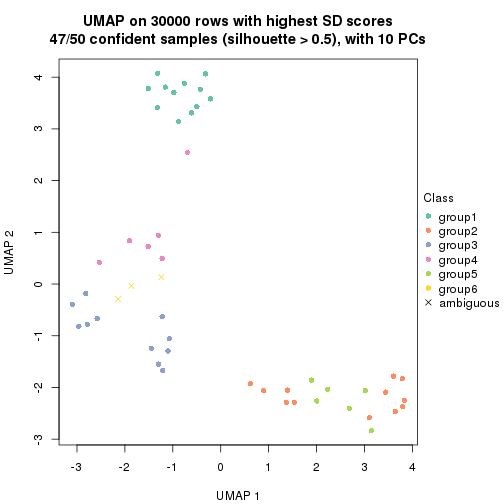 UMAP on 30000 rows with highest SD scores
47/50 confident samples (silhouette > 0.5), with 10 PCs
4
3
2
1
0
-1
-2
-3
UMAP 2
-3
-2
-1
0
1
2
3
4
UMAP 1
Class
group1
group2
group3
group4
group5
group6
ambiguous